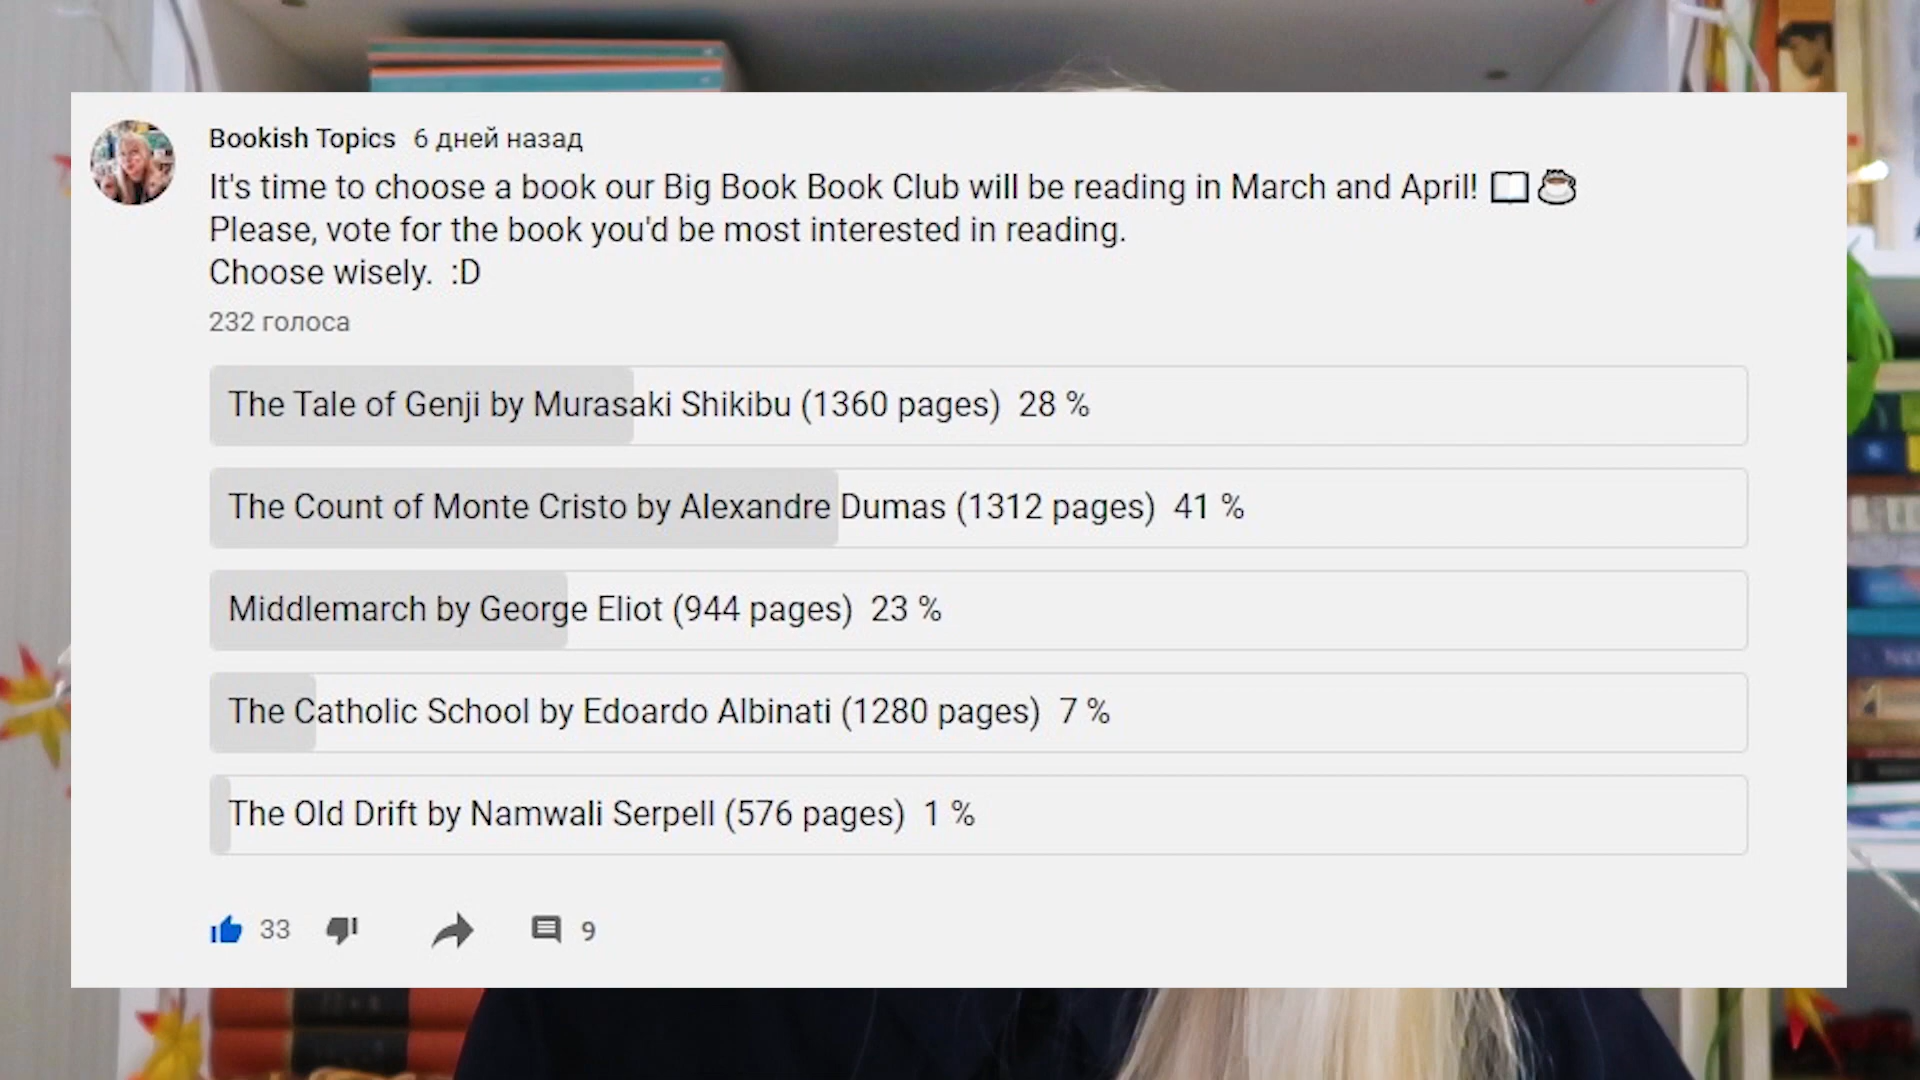 Bookish Topics 6 дней назад
It's time to choose a book our Big Book Book Club will be reading in March and April! 📖☕
Please, vote for the book you'd be most interested in reading.
Choose wisely. :D
232 голоса
The Tale of Genji by Murasaki Shikibu (1360 pages) 28 %
The Count of Monte Cristo by Alexandre Dumas (1312 pages) 41 %
Middlemarch by George Eliot (944 pages) 23 %
The Catholic School by Edoardo Albinati (1280 pages) 7 %
The Old Drift by Namwali Serpell (576 pages) 1 %
33
9